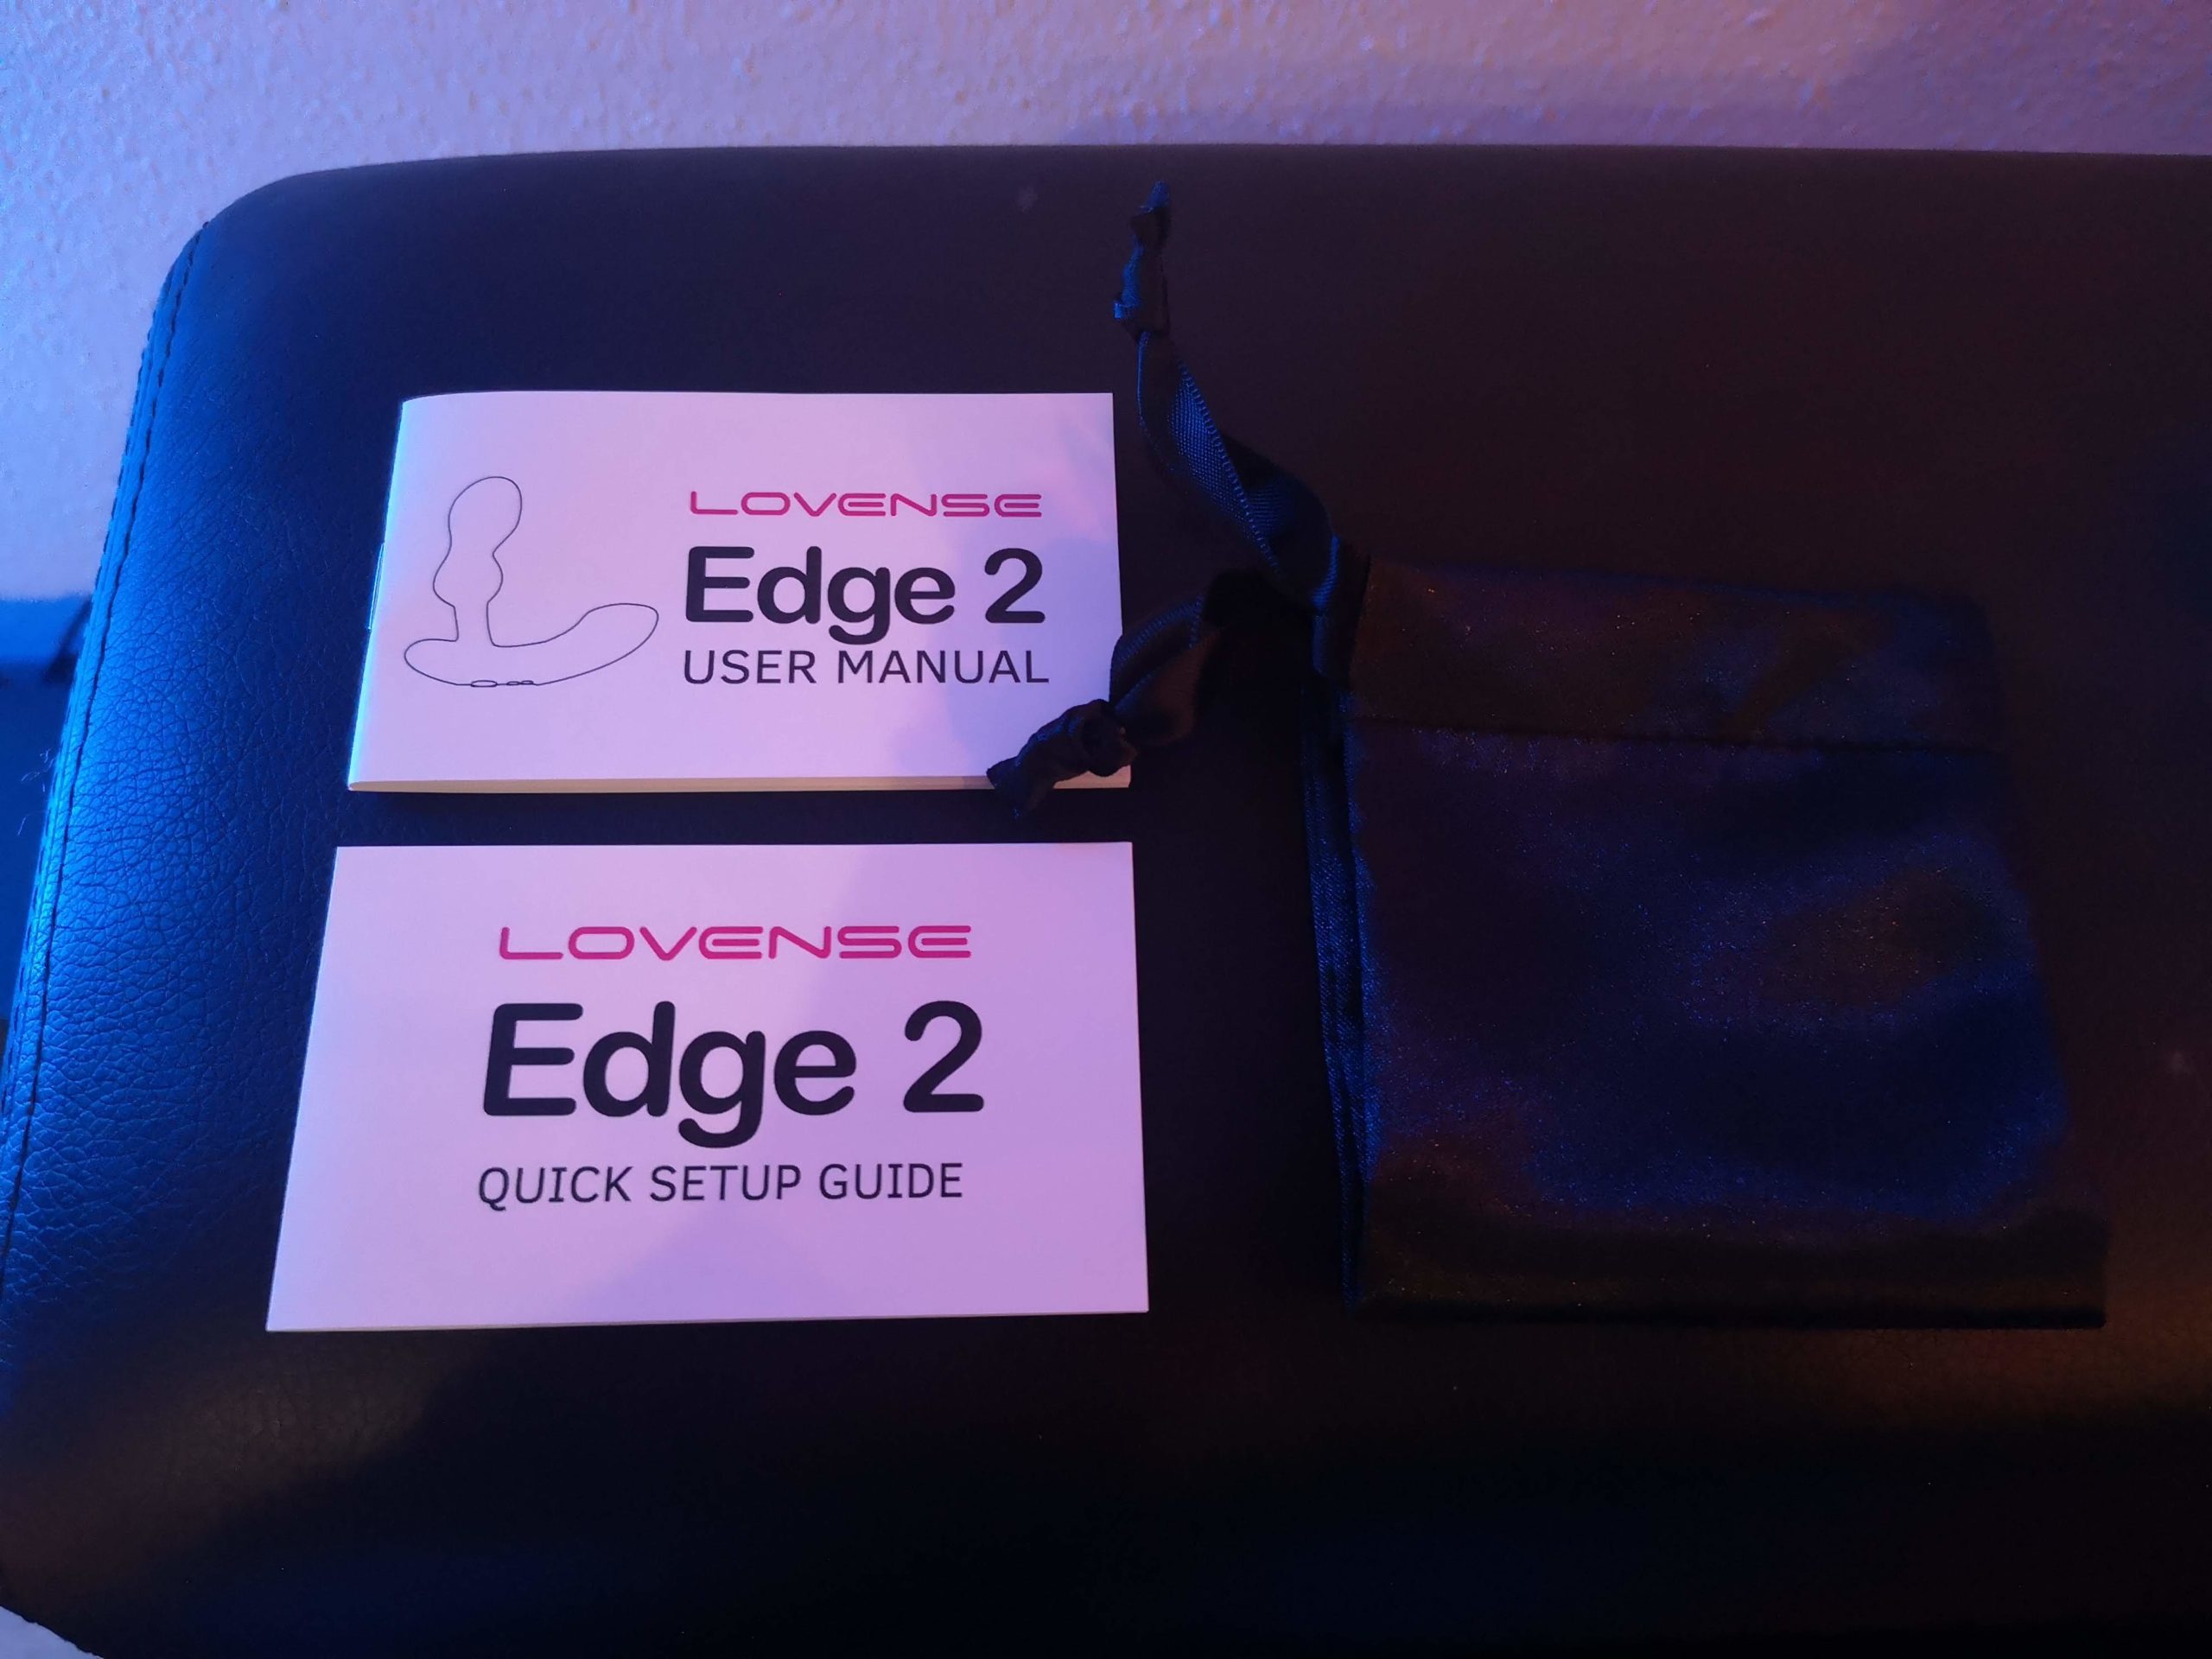 LOVENSE
Edge 2
USER MANUAL
LOVENSE
Edge 2
QUICK SETUP GUIDE